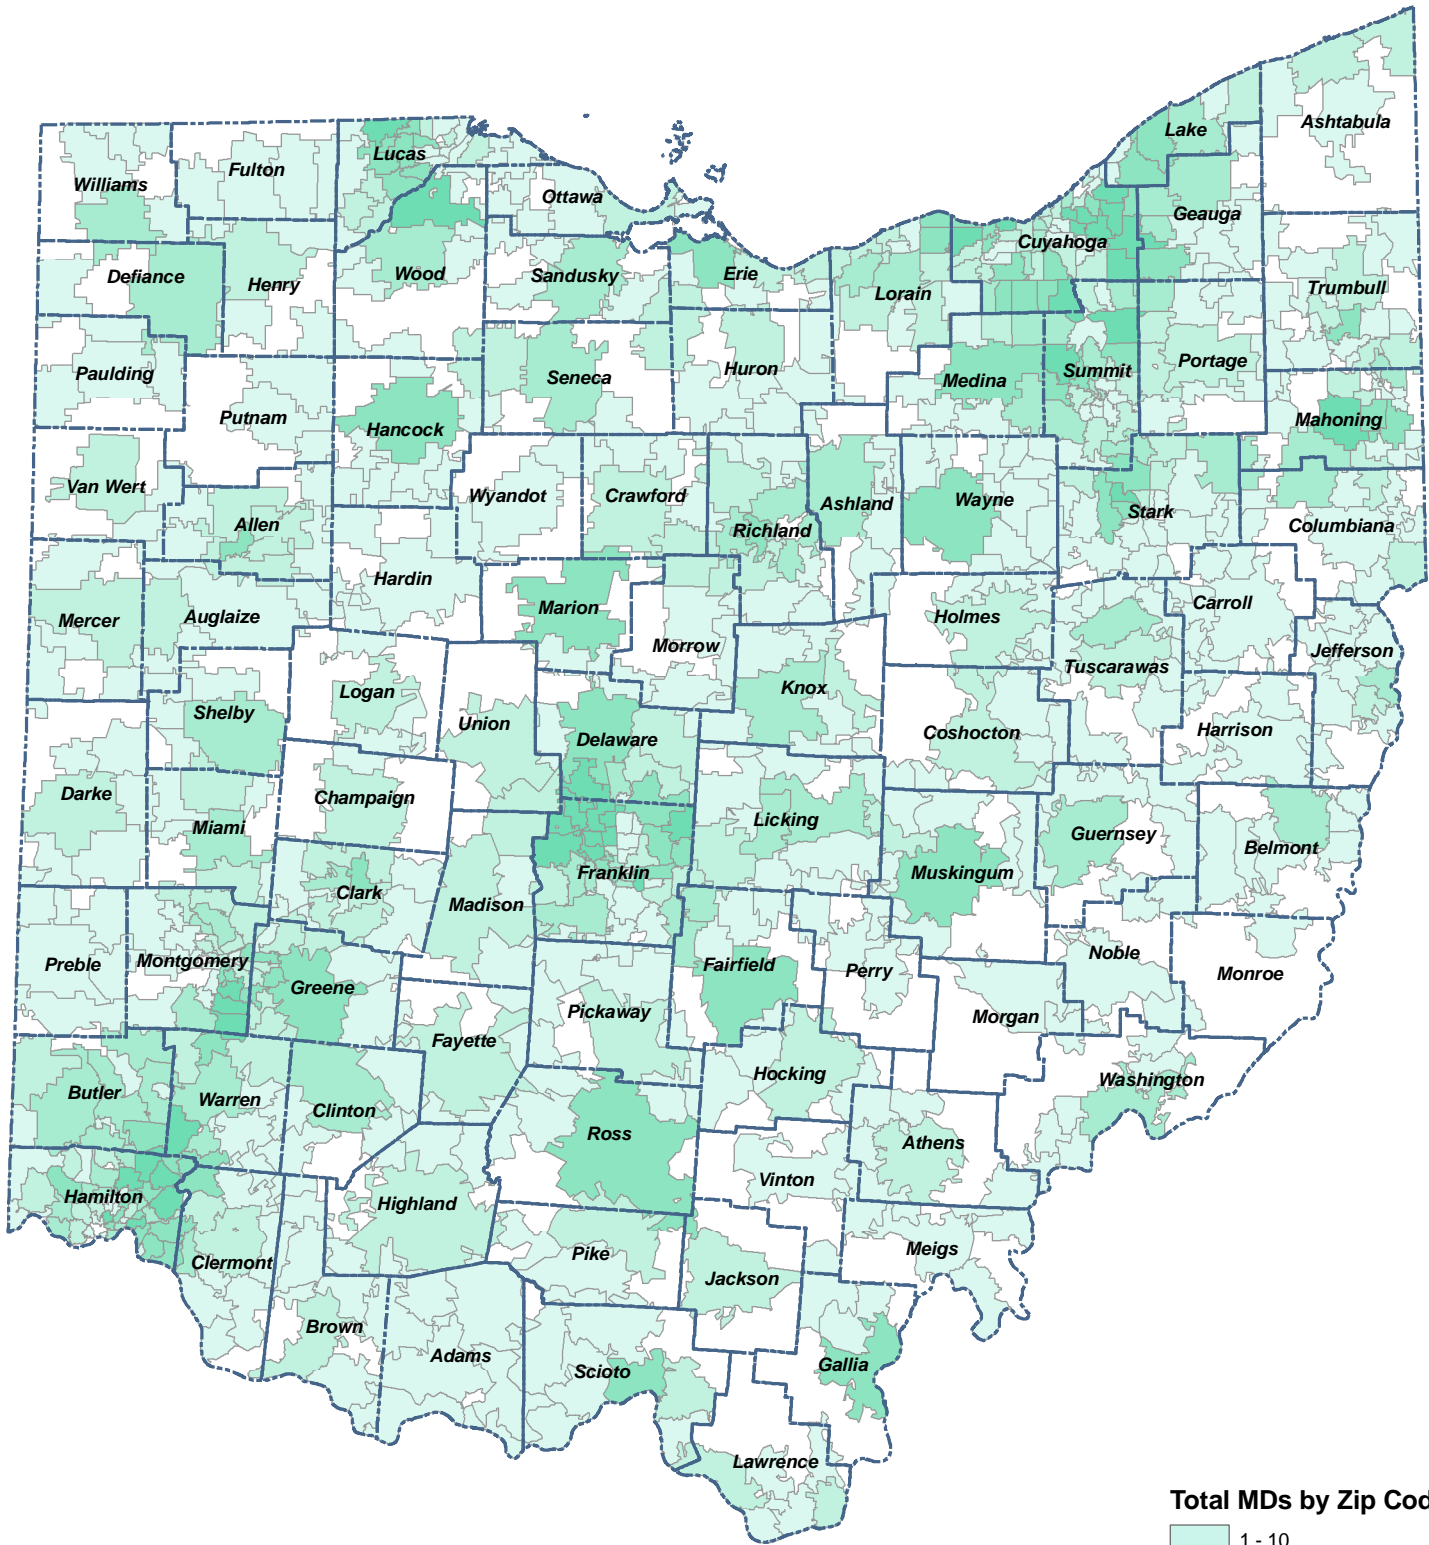 Ashtabula
Lake
Lucas
Fulton
Williams
Ottawa
Geauga
Cuyahoga
Defiance
Henry
Wood
Sandusky
Erie
Lorain
Trumbull
Paulding
Seneca
Huron
Medina
Summit
Portage
Putnam
Hancock
Mahoning
Van Wert
Wyandot
Crawford
Ashland
Wayne
Allen
Richland
Stark
Columbiana
Hardin
Mercer
Auglaize
Marion
Holmes
Carroll
Morrow
Jefferson
Tuscarawas
Logan
Knox
Shelby
Union
Delaware
Coshocton
Harrison
Darke
Champaign
Miami
Licking
Guernsey
Belmont
Clark
Franklin
Muskingum
Madison
Preble
Montgomery
Fairfield
Perry
Noble
Monroe
Greene
Pickaway
Morgan
Fayette
Hocking
Washington
Butler
Warren
Clinton
Ross
Athens
Vinton
Hamilton
Highland
Meigs
Clermont
Pike
Jackson
Brown
Adams
Scioto
Gallia
Lawrence
Total MDs by Zip Cod
1 - 10